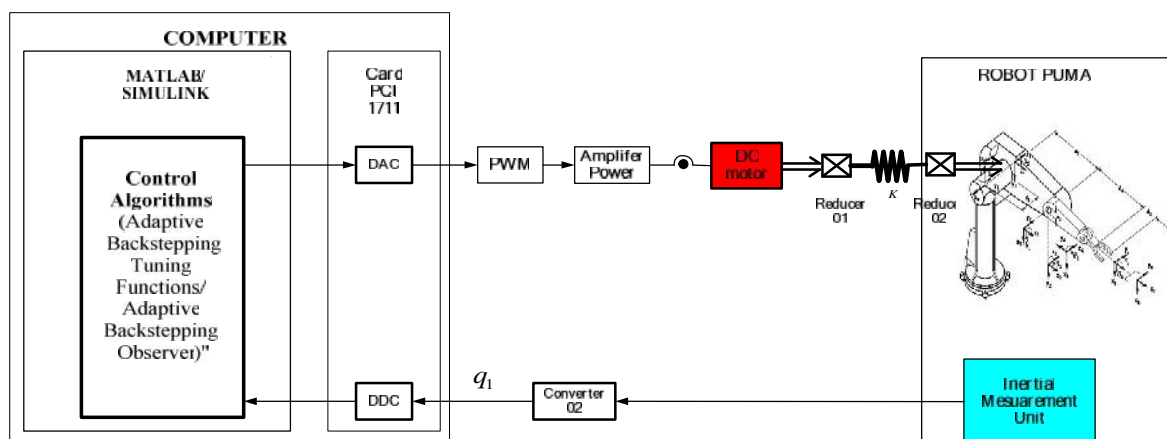 COMPUTER
MATLAB/
SIMULINK
Card
PCI
1711
ROBOT PUMA
Control
Algorithms
(Adaptive
Backstepping
Tuning
Functions/
Adaptive
Backstepping
Observer)"
DAC
PWM
Amplifer
Power
DC
motor
Reducer
01
K
Reduce
02
DDC
q1
Converter
02
Inertial
Mesuarement
Unit